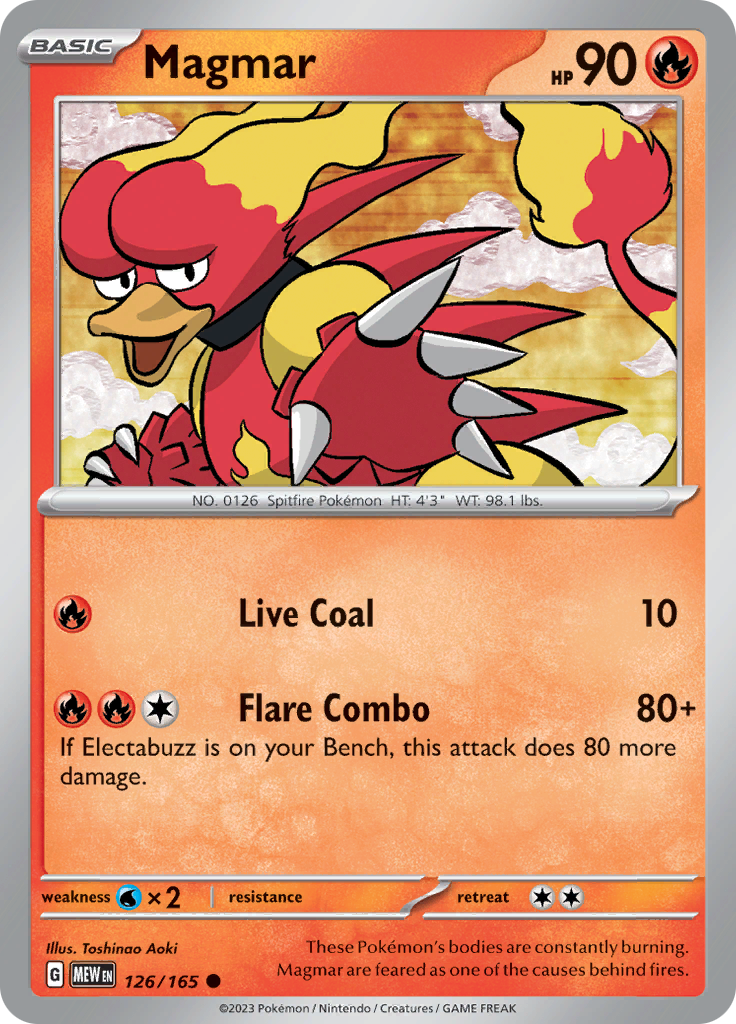 BASIC
Magmar
HP 90
NO. 0126 Spitfire Pokémon HT: 4'3" WT: 98.1 lbs.
Live Coal 10
Flare Combo 80+
If Electabuzz is on your Bench, this attack does 80 more
damage.
weakness ×2 resistance retreat
Illus. Toshinao Aoki
These Pokémon's bodies are constantly burning.
Magmar are feared as one of the causes behind fires.
G MEW EN 126/165
©2023 Pokémon / Nintendo / Creatures / GAME FREAK